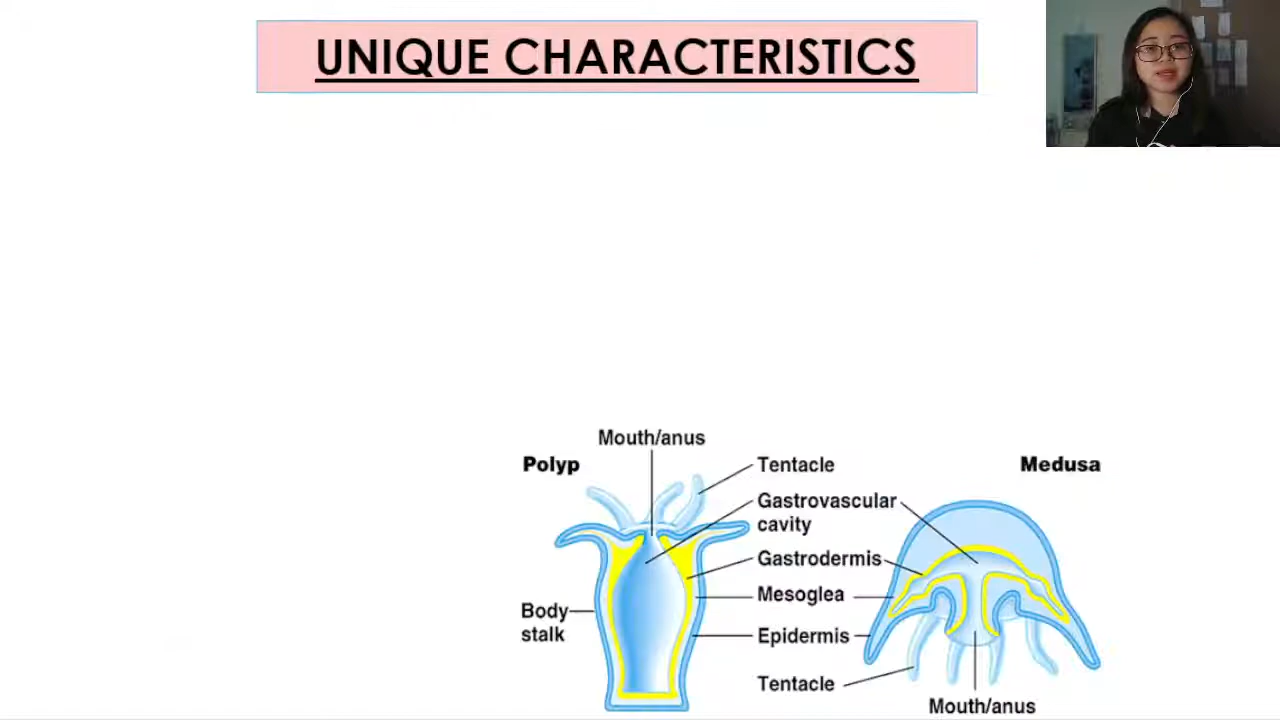 UNIQUE CHARACTERISTICS
Mouth/anus
Polyp
Tentacle
Medusa
Gastrovascular
cavity
Gastrodermis
Mesoglea
Body
stalk
Epidermis
Tentacle
Mouth/anus